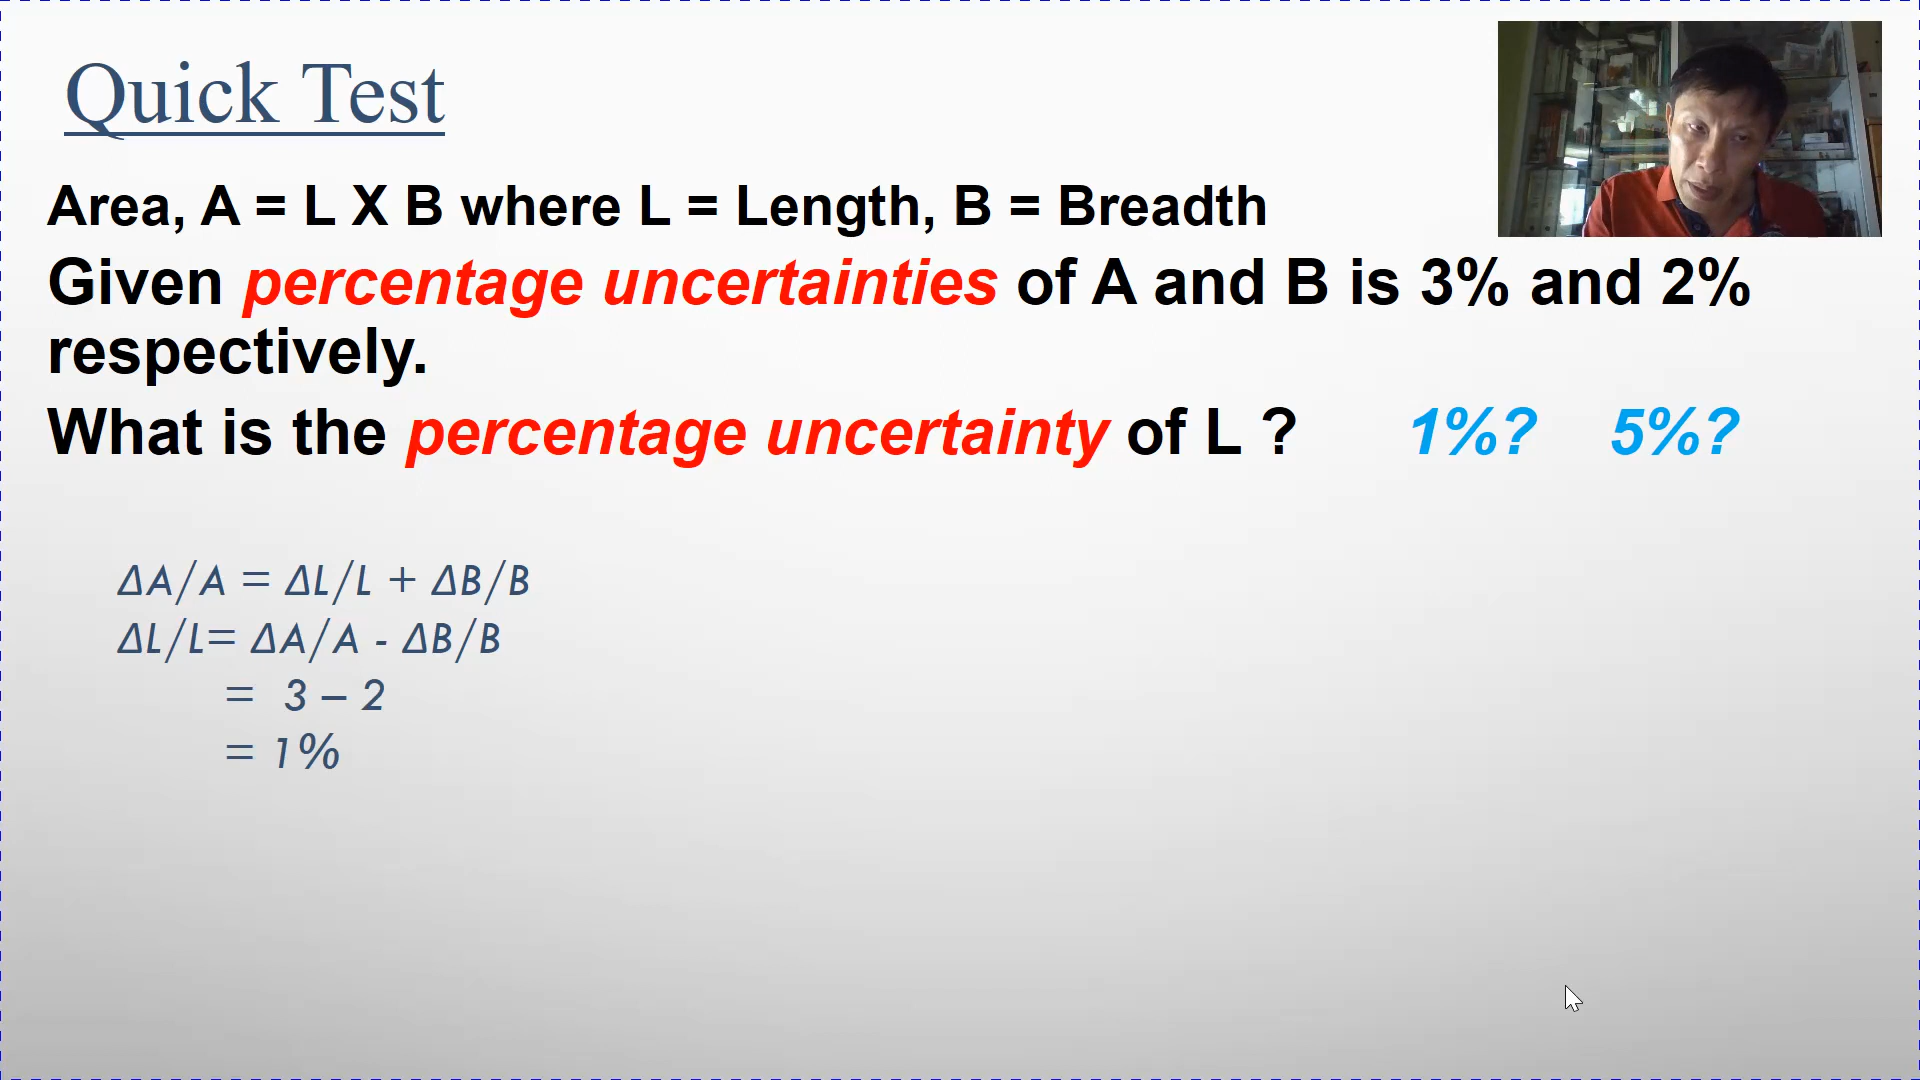 Quick Test
Area, A = L X B where L = Length, B = Breadth
Given percentage uncertainties of A and B is 3% and 2%
respectively.
What is the percentage uncertainty of L ? 1%? 5%?
ΔA/A = ΔL/L + ΔB/B
ΔL/L= ΔA/A - ΔB/B
= 3 – 2
= 1%